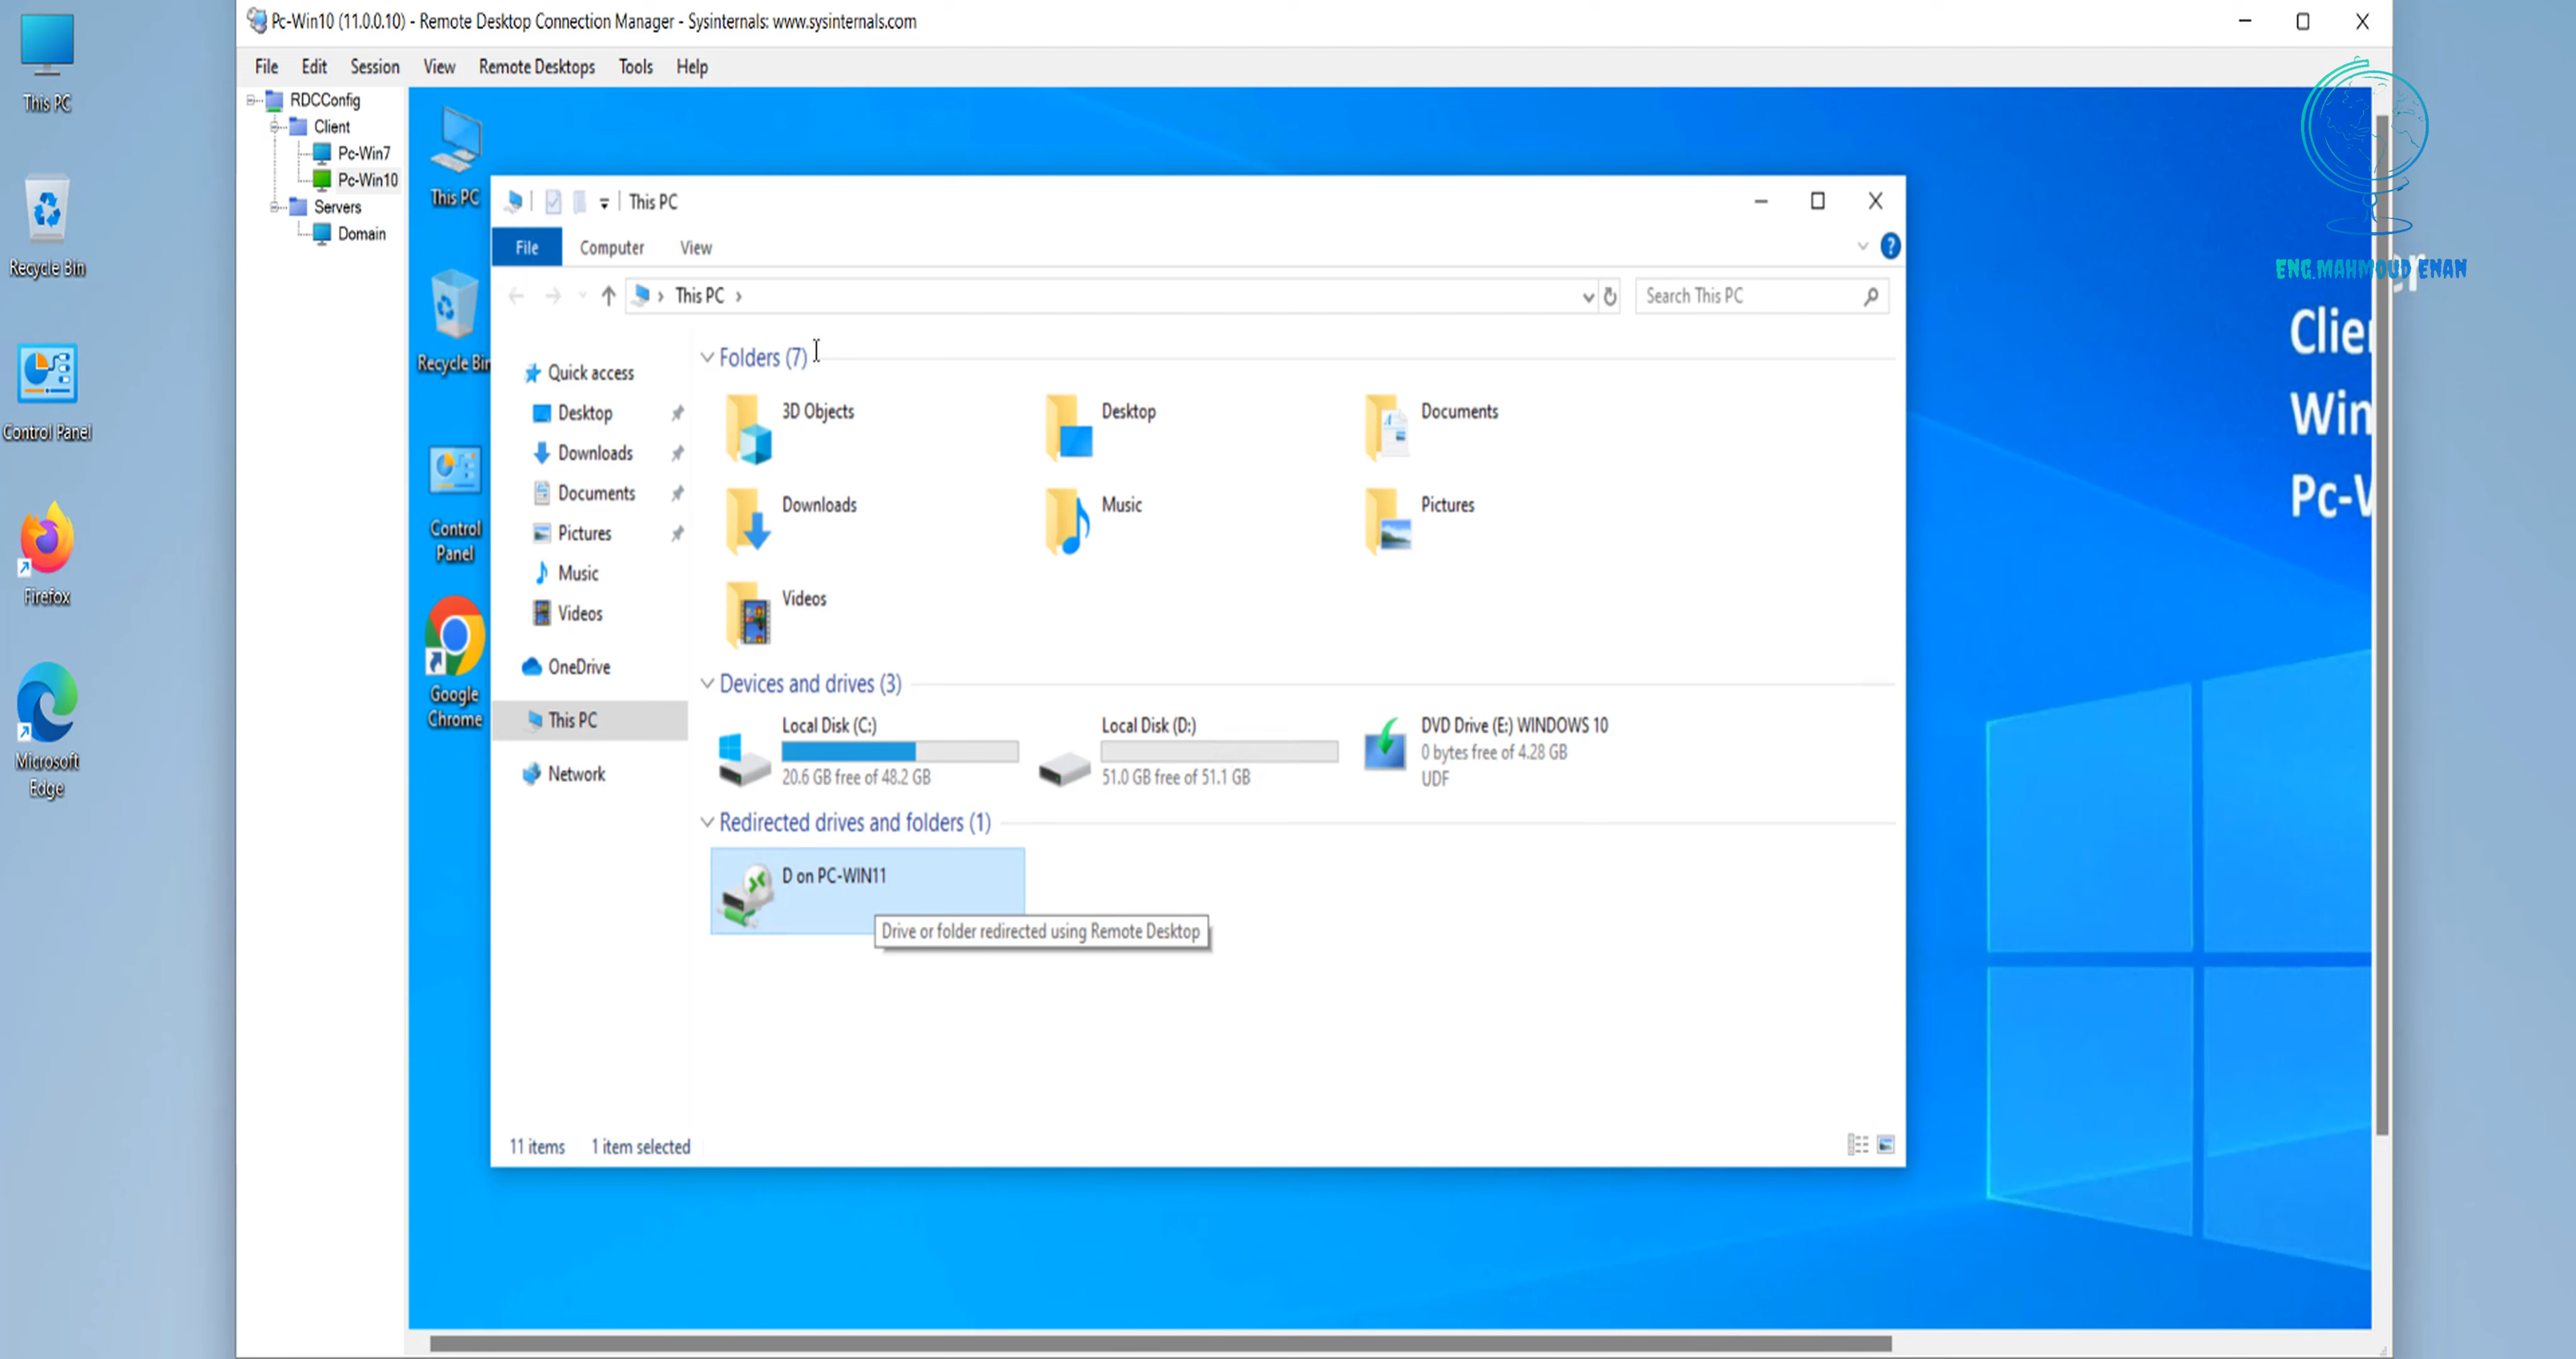 Pc-Win10 (11.0.0.10) - Remote Desktop Connection Manager - Sysinternals: www.sysinternals.com
File Edit Session View Remote Desktops Tools Help
This PC
Recycle Bin
Control Panel
Firefox
Microsoft
Edge
RDCConfig
Client
Pc-Win7
Pc-Win10
Servers
Domain
This PC
Recycle Bin
Control
Panel
Google
Chrome
This PC
File Computer View
This PC
Search This PC
Quick access
Desktop
Downloads
Documents
Pictures
Music
Videos
OneDrive
This PC
Network
Folders (7)
3D Objects Desktop Documents
Downloads Music Pictures
Videos
Devices and drives (3)
Local Disk (C:)
20.6 GB free of 48.2 GB
Local Disk (D:)
51.0 GB free of 51.1 GB
DVD Drive (E:) WINDOWS 10
0 bytes free of 4.28 GB
UDF
Redirected drives and folders (1)
D on PC-WIN11
Drive or folder redirected using Remote Desktop
11 items 1 item selected
ENG.MAHMOUD ENAN
Clie
Win
Pc-